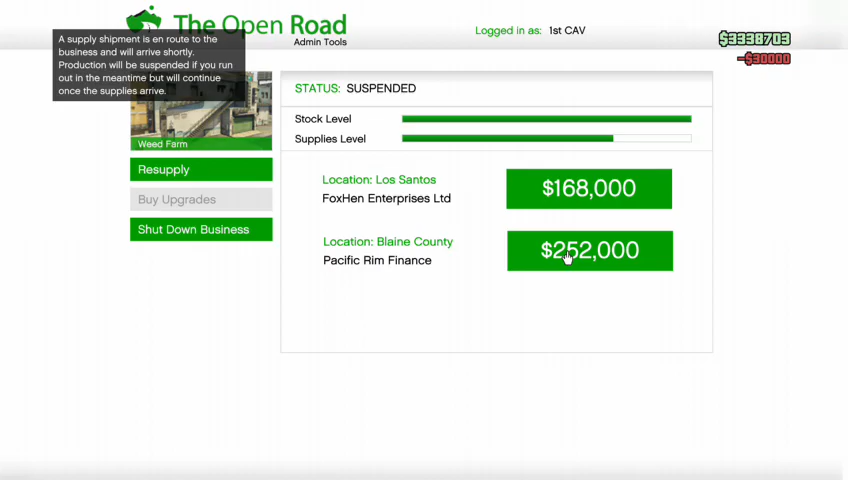 The Open Road
Admin Tools
Logged in as: 1st CAV
$3338703
-$30000
A supply shipment is en route to the
business and will arrive shortly.
Production will be suspended if you run
out in the meantime but will continue
once the supplies arrive.
Weed Farm
Resupply
Buy Upgrades
Shut Down Business
STATUS: SUSPENDED
Stock Level
Supplies Level
Location: Los Santos
FoxHen Enterprises Ltd
$168,000
Location: Blaine County
Pacific Rim Finance
$252,000